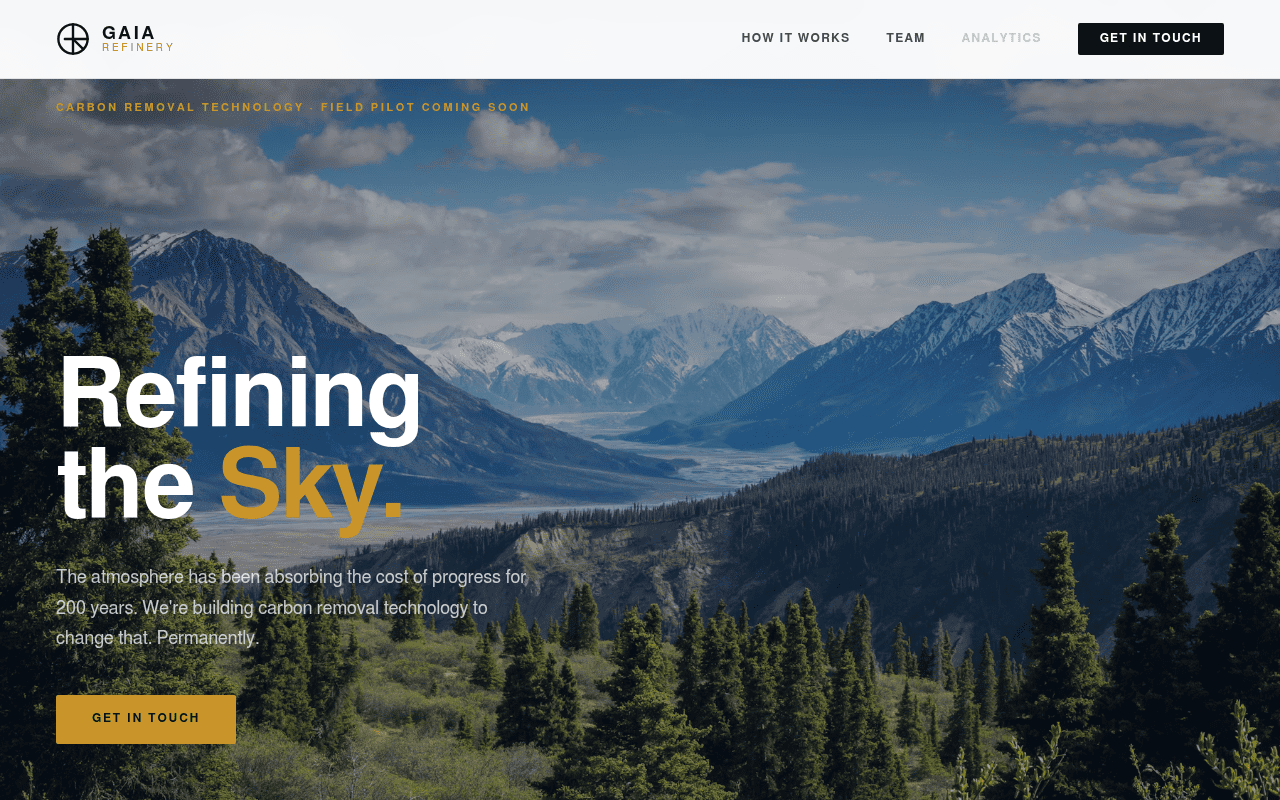 GAIA
REFINERY
HOW IT WORKS
TEAM
ANALYTICS
GET IN TOUCH
CARBON REMOVAL TECHNOLOGY · FIELD PILOT COMING SOON
Refining
the Sky.
The atmosphere has been absorbing the cost of progress for
200 years. We're building carbon removal technology to
change that. Permanently.
GET IN TOUCH